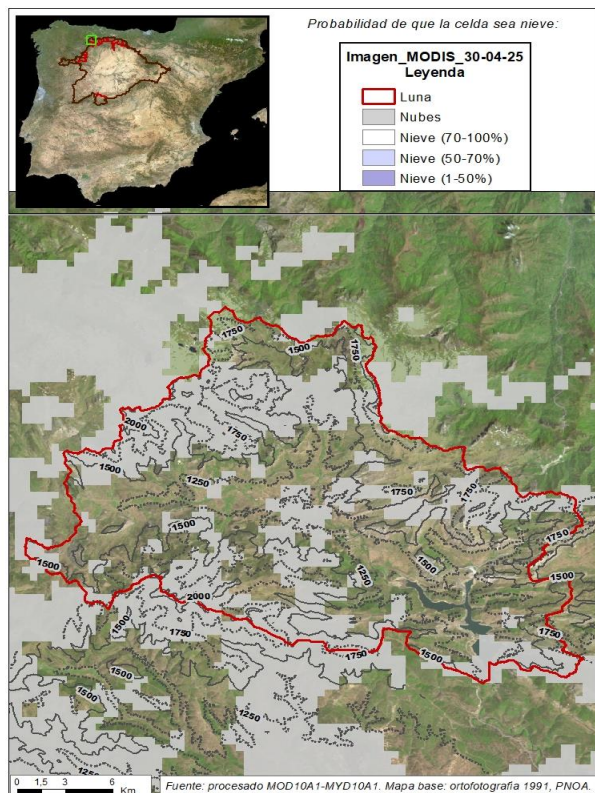 Probabilidad de que la celda sea nieve:
Imagen_MODIS_30-04-25
Leyenda
Luna
Nubes
Nieve (70-100%)
Nieve (50-70%)
Nieve (1-50%)
1750
1500
1750
2000
1750
1500
1250
1750
1750
1500
1750
1500
1250
1500
1500
2000
1500
1750
1750
1500
1750
1500
1500
1250
1250
0 1,5 3 6
Km
Fuente: procesado MOD10A1-MYD10A1. Mapa base: ortofotografía 1991, PNOA.